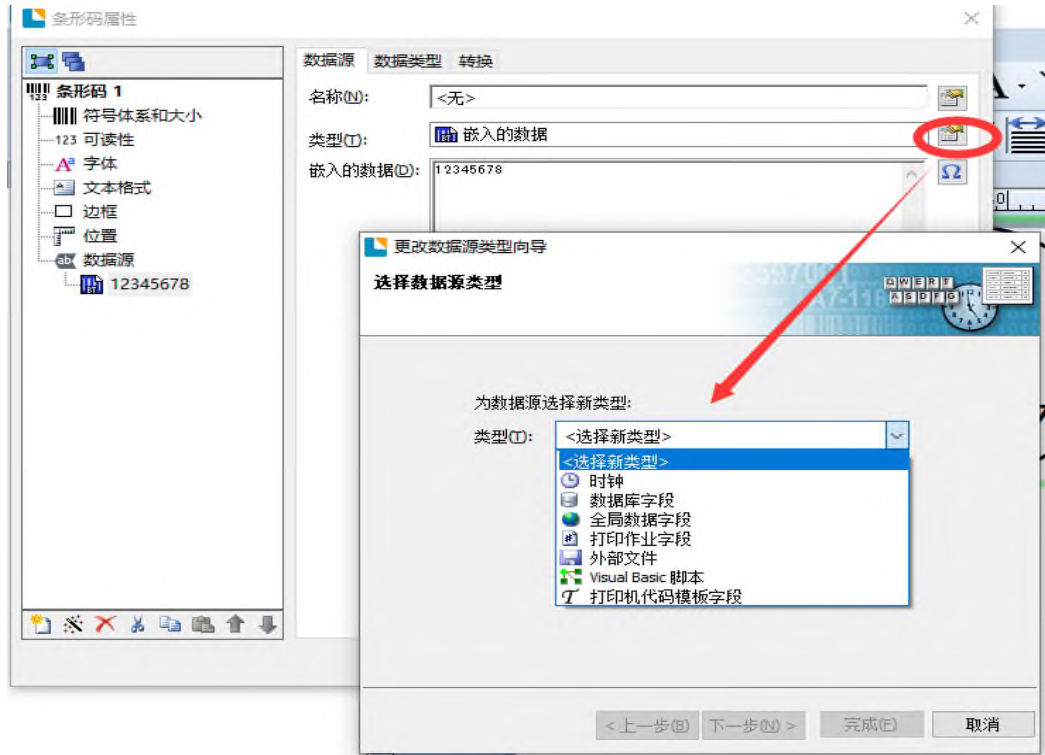 条形码属性
数据源 数据类型 转换
条形码 1
符号体系和大小
123 可读性
字体
文本格式
边框
位置
数据源
12345678
名称(N): <无>
类型(T): 嵌入的数据
嵌入的数据(D): 12345678
更改数据源类型向导
选择数据源类型
QWERT
ASDFG
为数据源选择新类型:
类型(T): <选择新类型>
<选择新类型>
时钟
数据库字段
全局数据字段
打印作业字段
外部文件
Visual Basic 脚本
打印机代码模板字段
<上一步(B) 下一步(N)> 完成(F) 取消